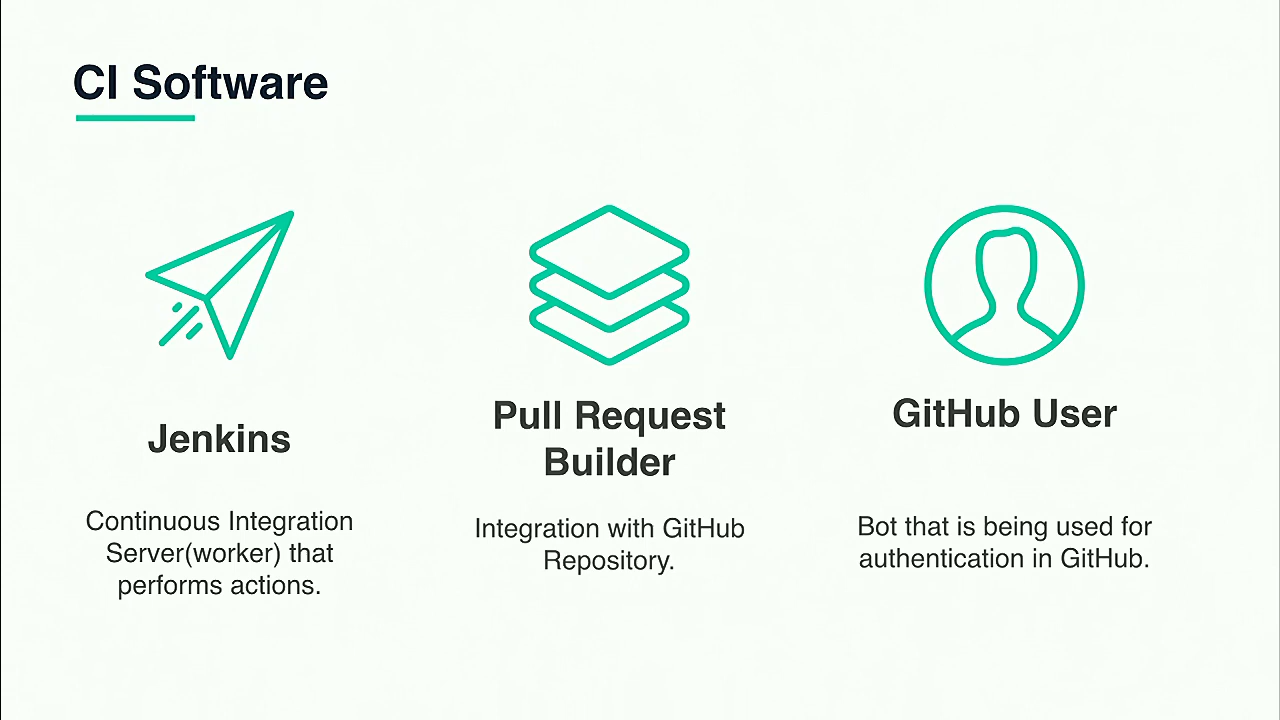 CI Software
Jenkins
Continuous Integration
Server(worker) that
performs actions.
Pull Request
Builder
Integration with GitHub
Repository.
GitHub User
Bot that is being used for
authentication in GitHub.